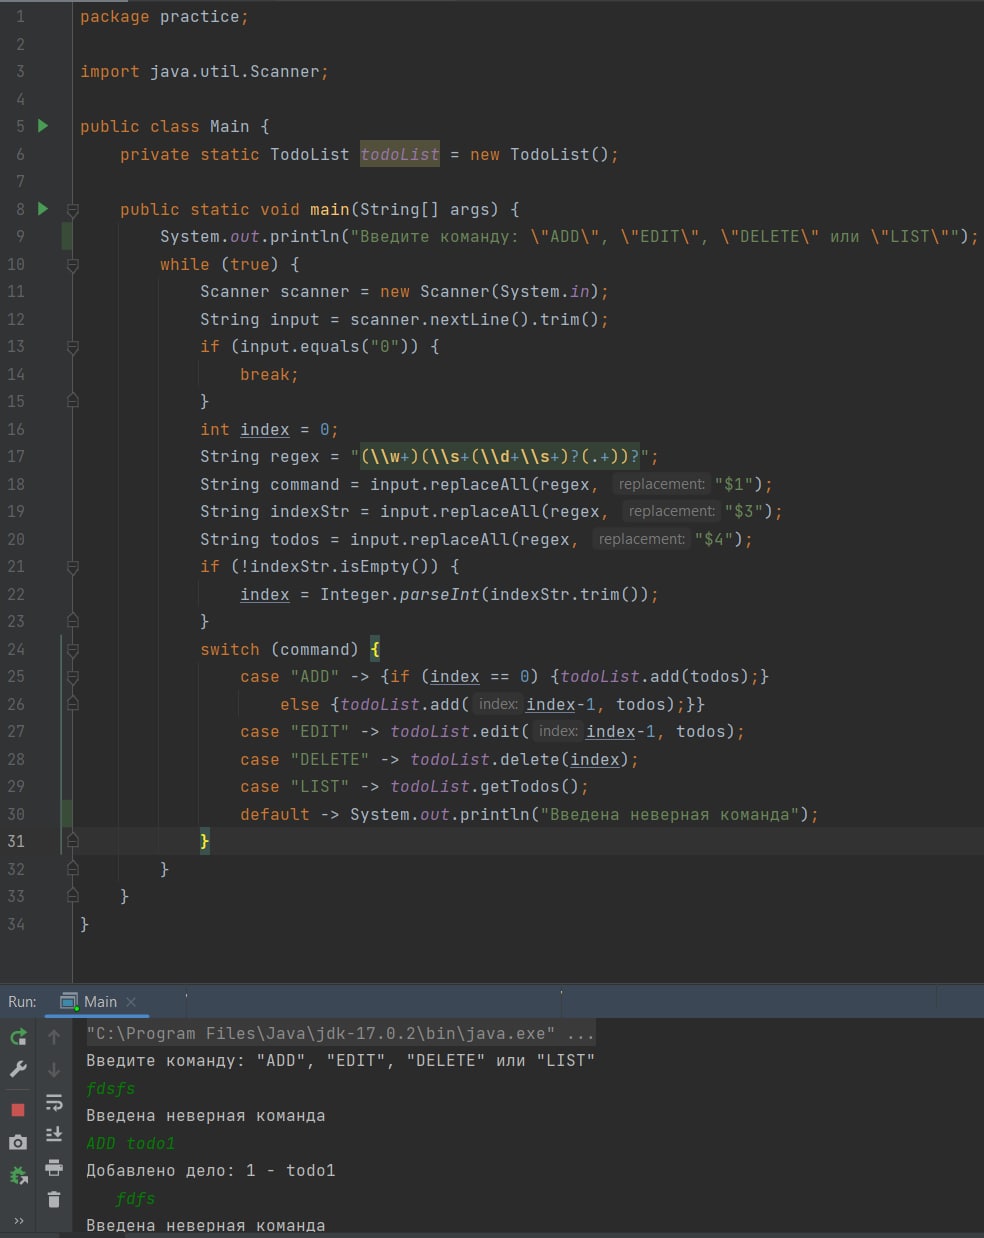 1 package practice;
2
3 import java.util.Scanner;
4
5 public class Main {
6     private static TodoList todoList = new TodoList();
7
8     public static void main(String[] args) {
9         System.out.println("Введите команду: \"ADD\", \"EDIT\", \"DELETE\" или \"LIST\"");
10         while (true) {
11             Scanner scanner = new Scanner(System.in);
12             String input = scanner.nextLine().trim();
13             if (input.equals("0")) {
14                 break;
15             }
16             int index = 0;
17             String regex = "(\\w+)(\\s+(\\d+\\s+)?(.+))?";
18             String command = input.replaceAll(regex, replacement: "$1");
19             String indexStr = input.replaceAll(regex, replacement: "$3");
20             String todos = input.replaceAll(regex, replacement: "$4");
21             if (!indexStr.isEmpty()) {
22                 index = Integer.parseInt(indexStr.trim());
23             }
24             switch (command) {
25                 case "ADD" -> {if (index == 0) {todoList.add(todos);}
26                     else {todoList.add( index: index-1, todos);}}
27                 case "EDIT" -> todoList.edit( index: index-1, todos);
28                 case "DELETE" -> todoList.delete(index);
29                 case "LIST" -> todoList.getTodos();
30                 default -> System.out.println("Введена неверная команда");
31             }
32         }
33     }
34 }
Run: Main ×
"C:\Program Files\Java\jdk-17.0.2\bin\java.exe" ...
Введите команду: "ADD", "EDIT", "DELETE" или "LIST"
fdsfs
Введена неверная команда
ADD todo1
Добавлено дело: 1 - todo1
   fdfs
Введена неверная команда